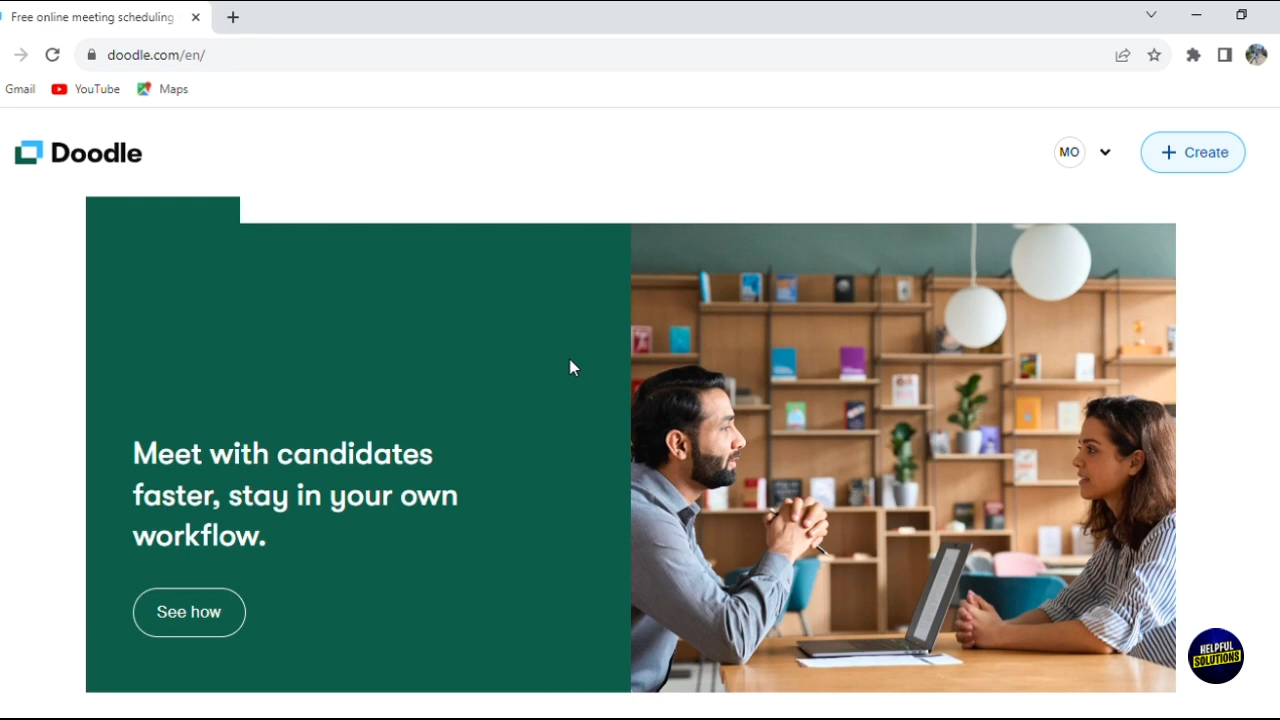 Free online meeting scheduling
doodle.com/en/
Gmail
YouTube
Maps
Doodle
MO
+ Create
Meet with candidates
faster, stay in your own
workflow.
See how
HELPFUL
SOLUTIONS